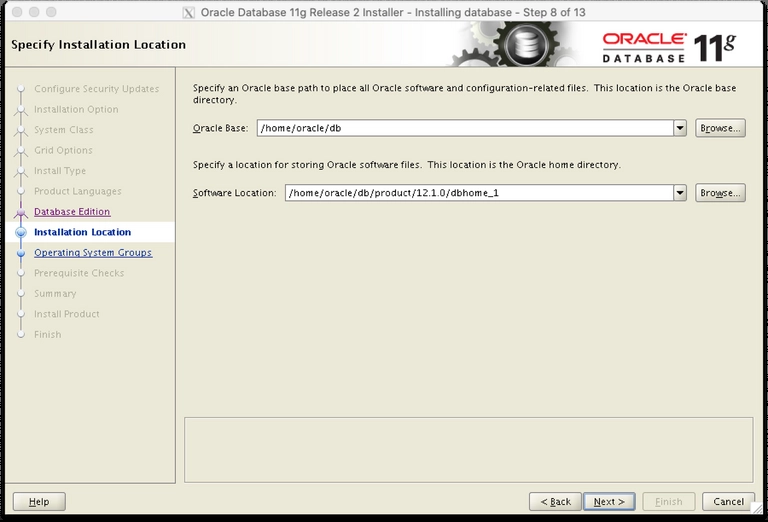 Oracle Database 11g Release 2 Installer - Installing database - Step 8 of 13
Specify Installation Location
ORACLE
DATABASE 11g
Configure Security Updates
Installation Option
System Class
Grid Options
Install Type
Product Languages
Database Edition
Installation Location
Operating System Groups
Prerequisite Checks
Summary
Install Product
Finish
Specify an Oracle base path to place all Oracle software and configuration-related files. This location is the Oracle base
directory.
Oracle Base: /home/oracle/db Browse...
Specify a location for storing Oracle software files. This location is the Oracle home directory.
Software Location: /home/oracle/db/product/12.1.0/dbhome_1 Browse...
Help < Back Next > Finish Cancel